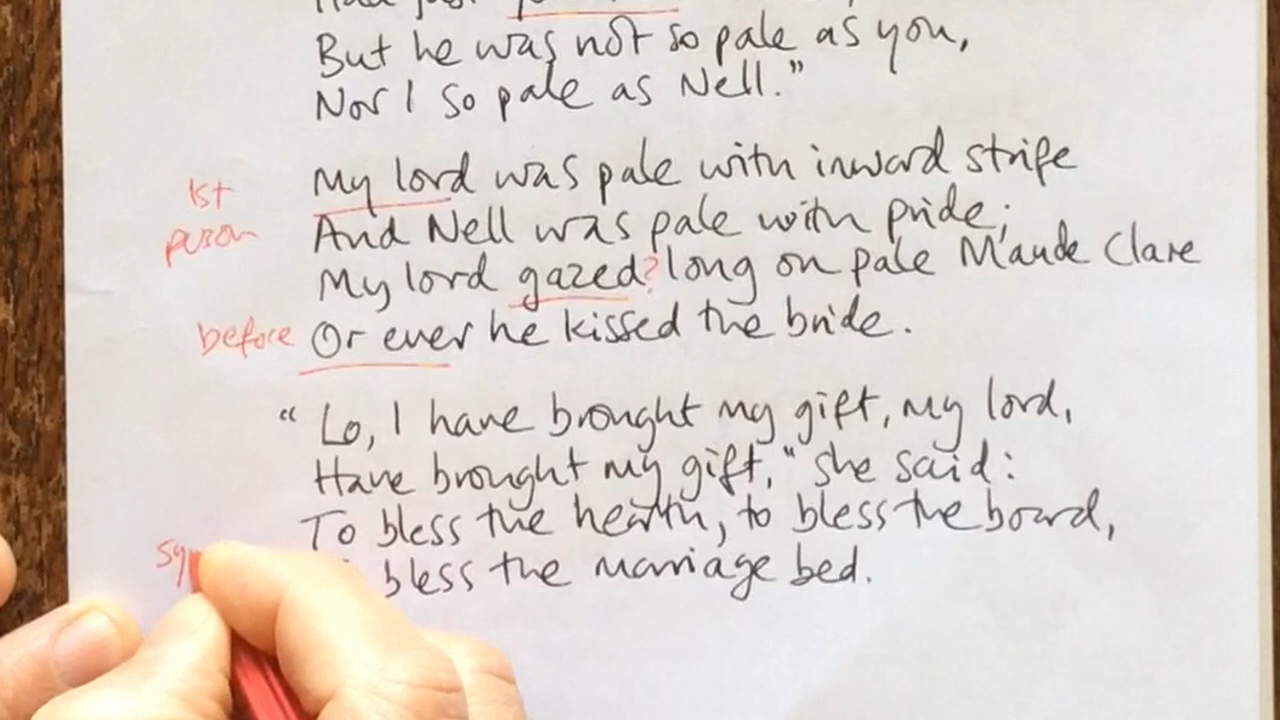 But he was not so pale as you,
Nor I so pale as Nell."
My lord was pale with inward strife
And Nell was pale with pride;
My lord gazed? long on pale Maude Clare
Or ever he kissed the bride.
"Lo, I have brought my gift, my lord,
Have brought my gift," she said:
To bless the hearth, to bless the board,
bless the marriage bed.
1st
person
before
sy